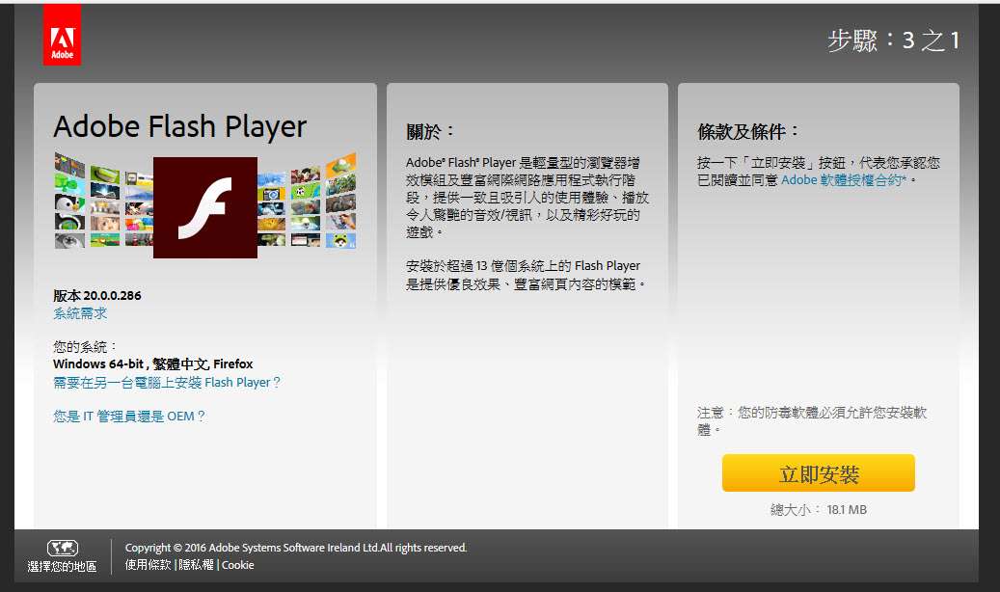 Adobe
步驟：3 之 1
Adobe Flash Player
版本 20.0.0.286
系統需求
您的系統：
Windows 64-bit , 繁體中文, Firefox
需要在另一台電腦上安裝 Flash Player？
您是 IT 管理員還是 OEM？
關於：
Adobe® Flash® Player 是輕量型的瀏覽器增
效模組及豐富網際網路應用程式執行階
段，提供一致且吸引人的使用體驗、播放
令人驚艷的音效/視訊，以及精彩好玩的
遊戲。
安裝於超過 13 億個系統上的 Flash Player
是提供優良效果、豐富網頁內容的模範。
條款及條件：
按一下「立即安裝」按鈕，代表您承認您
已閱讀並同意 Adobe 軟體授權合約*。
注意：您的防毒軟體必須允許您安裝軟
體。
立即安裝
總大小： 18.1 MB
選擇您的地區
Copyright © 2016 Adobe Systems Software Ireland Ltd.All rights reserved.
使用條款 | 隱私權 | Cookie